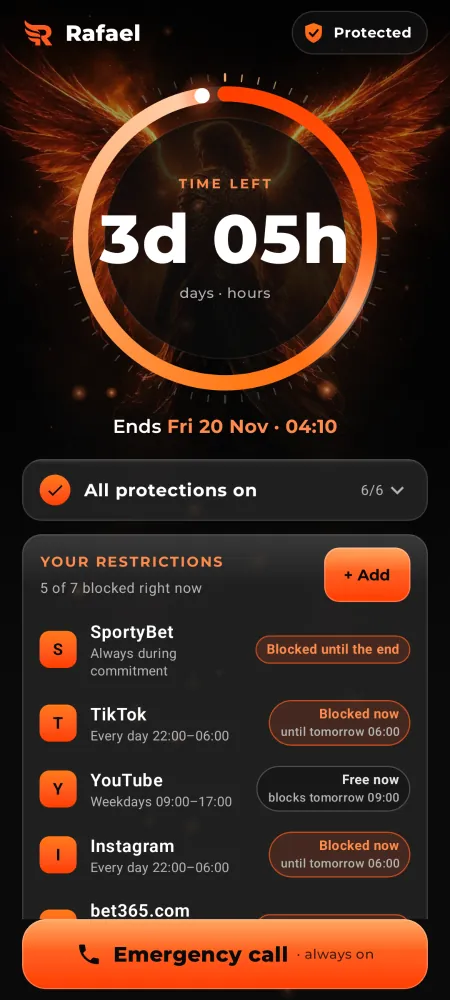 Rafael
Protected
TIME LEFT
3d 05h
days · hours
Ends Fri 20 Nov · 04:10
All protections on
6/6
YOUR RESTRICTIONS
5 of 7 blocked right now
+ Add
S
SportyBet
Always during
commitment
Blocked until the end
T
TikTok
Every day 22:00–06:00
Blocked now
until tomorrow 06:00
Y
YouTube
Weekdays 09:00–17:00
Free now
blocks tomorrow 09:00
I
Instagram
Every day 22:00–06:00
Blocked now
until tomorrow 06:00
bet365.com
Emergency call · always on